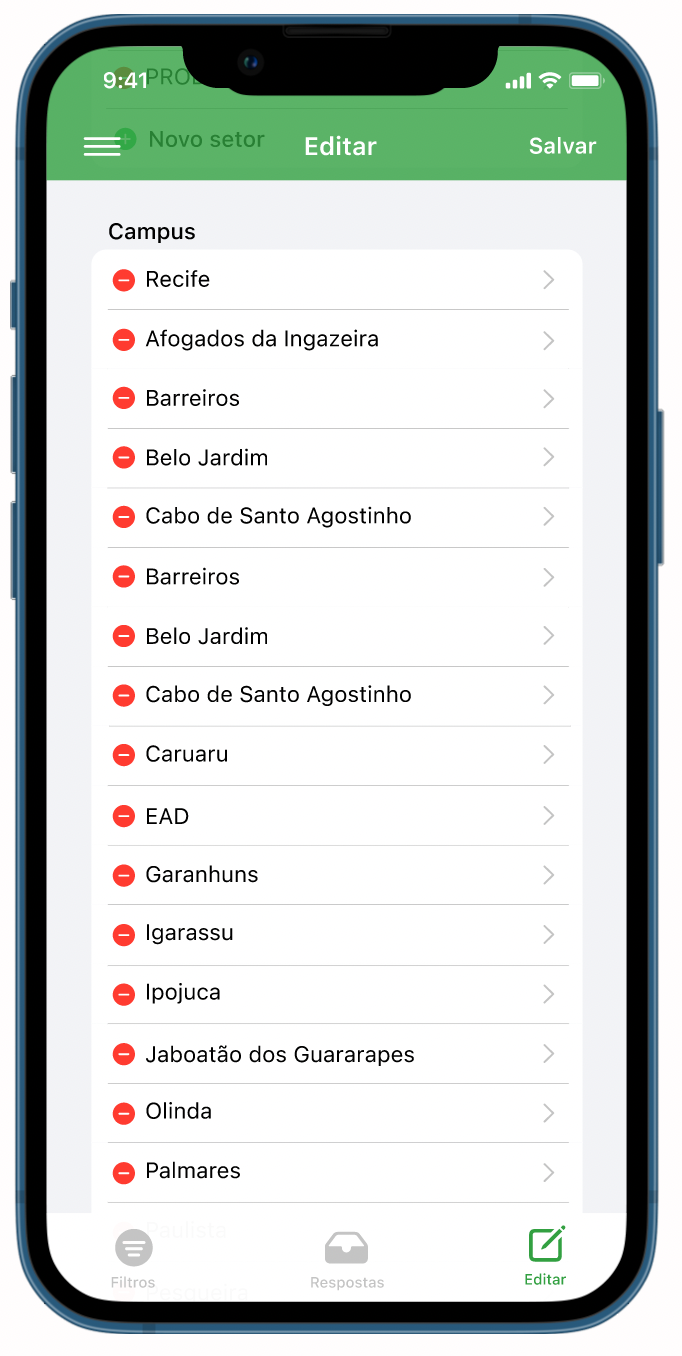 9:41
Novo setor
Editar
Salvar
Campus
Recife
Afogados da Ingazeira
Barreiros
Belo Jardim
Cabo de Santo Agostinho
Barreiros
Belo Jardim
Cabo de Santo Agostinho
Caruaru
EAD
Garanhuns
Igarassu
Ipojuca
Jaboatão dos Guararapes
Olinda
Palmares
Paulista
Filtros
Respostas
Editar
Pesqueira